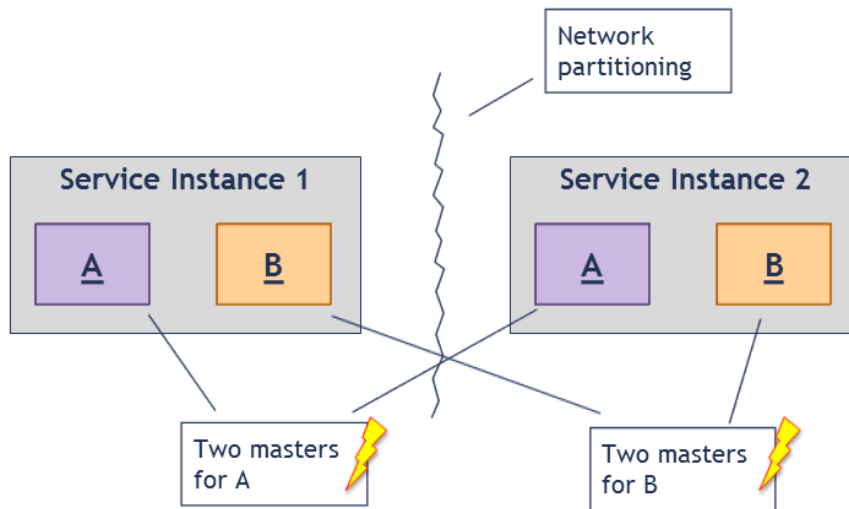 Network
partitioning
Service Instance 1
Service Instance 2
A
B
A
B
Two masters
for A
Two masters
for B